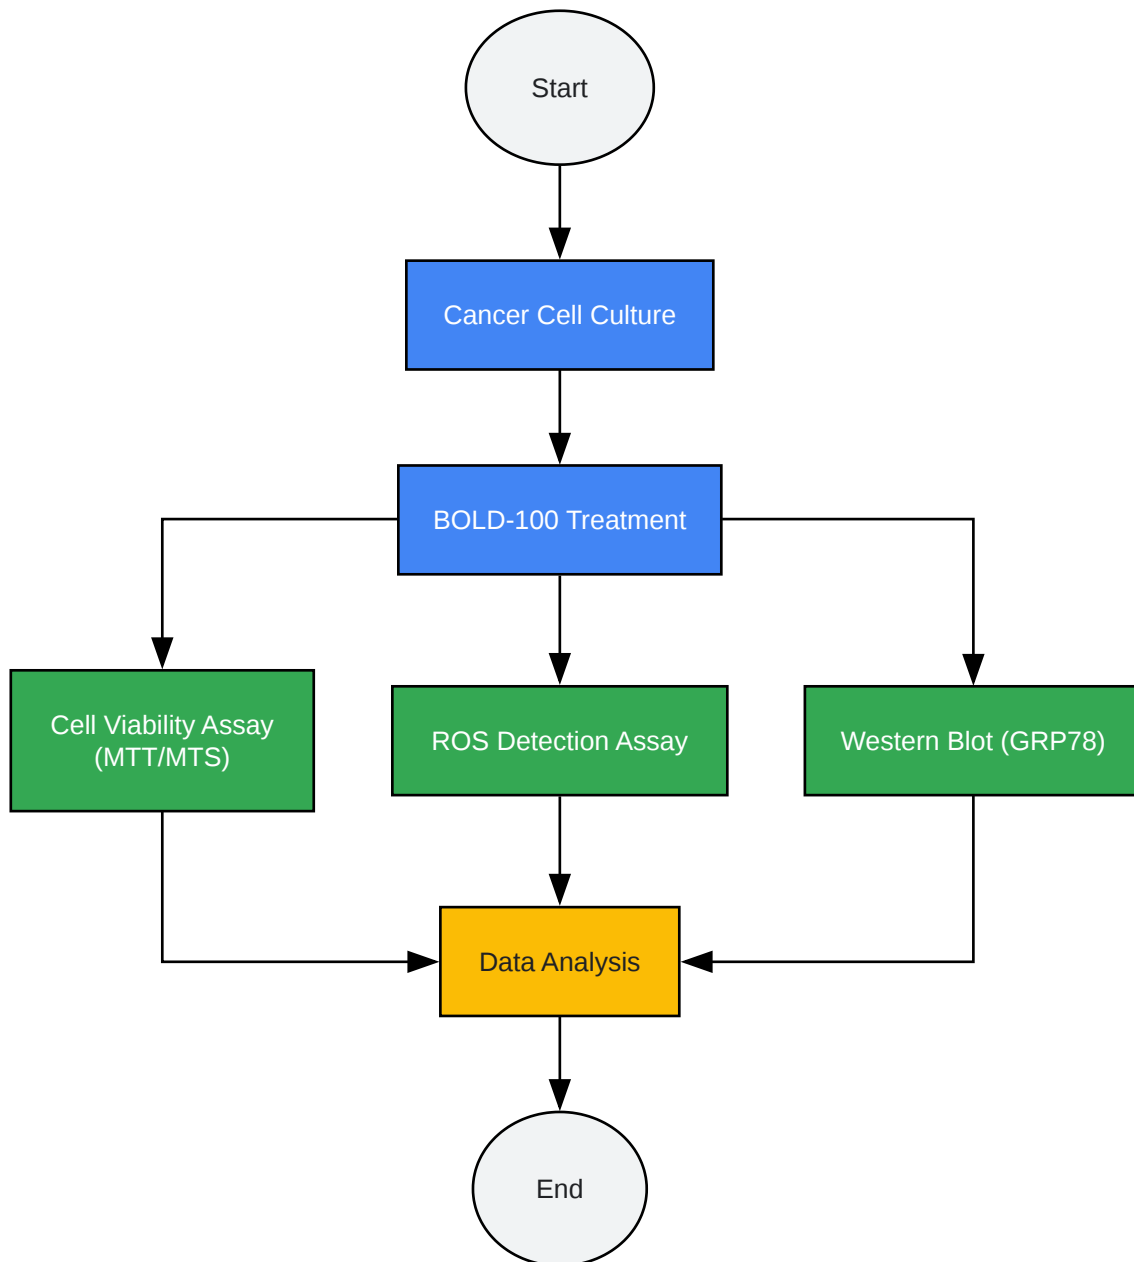 Start
Cancer Cell Culture
BOLD-100 Treatment
Cell Viability Assay
(MTT/MTS)
ROS Detection Assay
Western Blot (GRP78)
Data Analysis
End